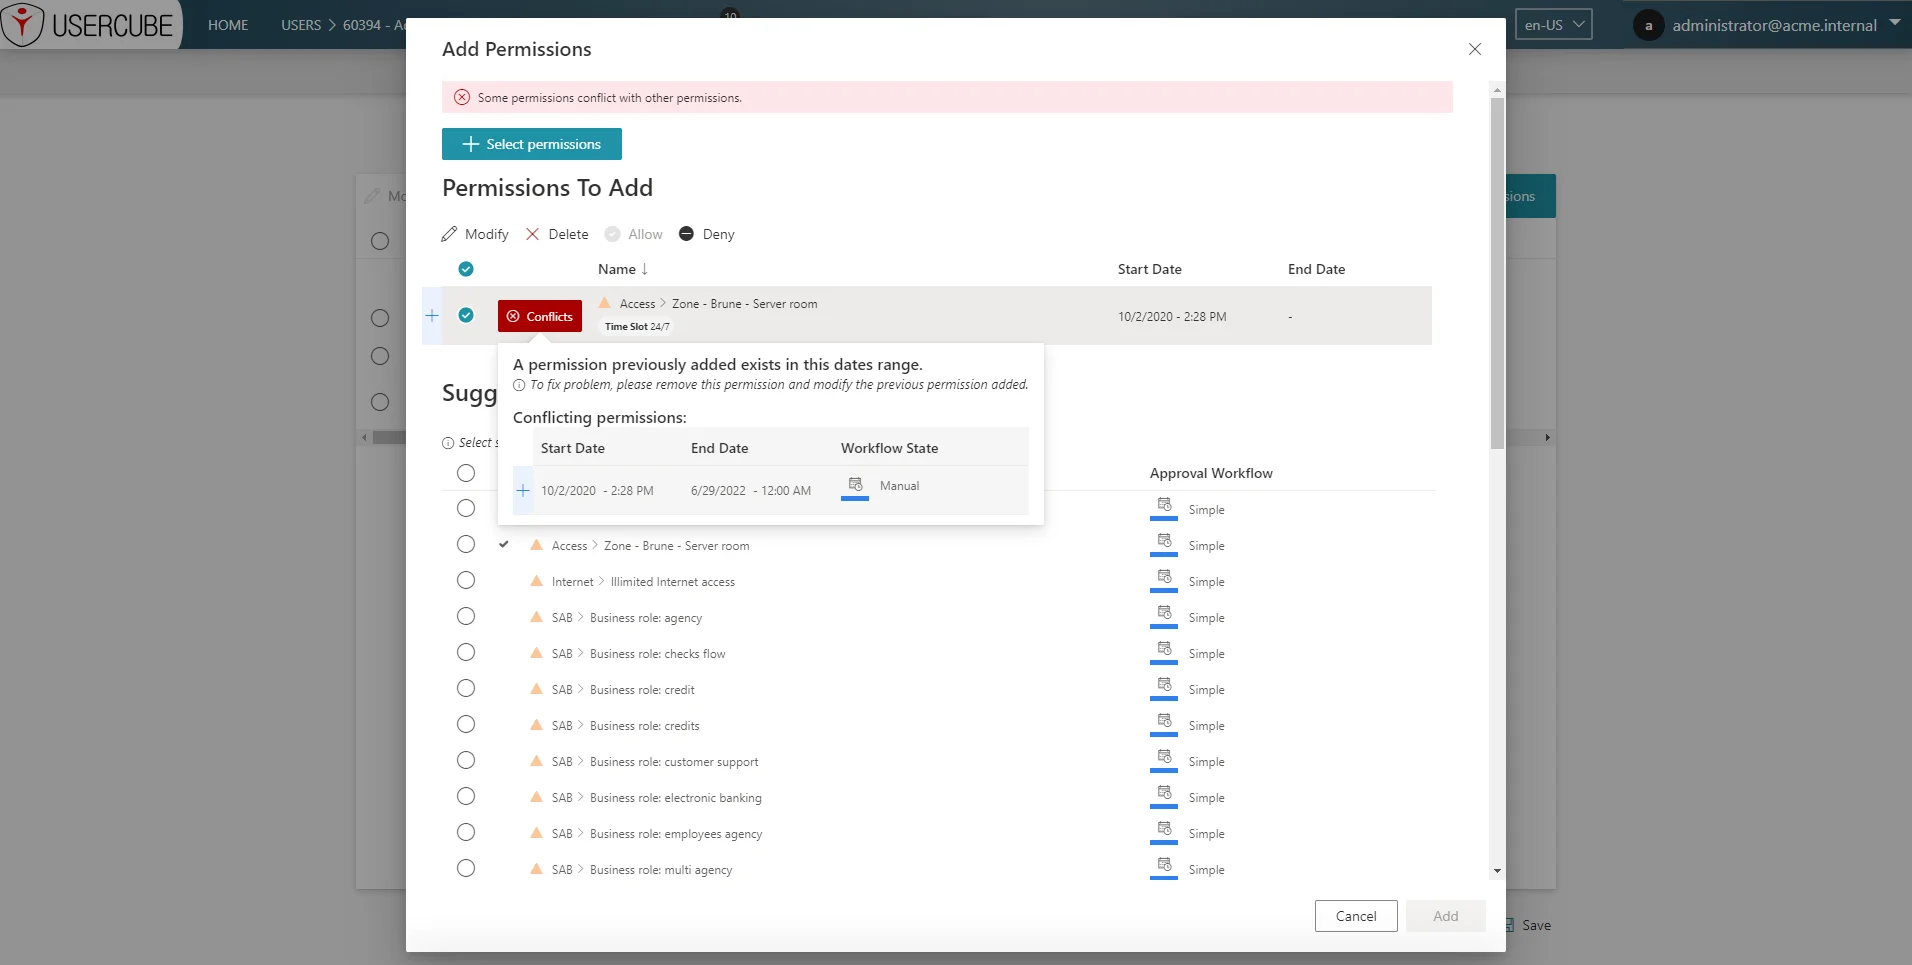 USERCUBE HOME USERS 60394 - A 10 en-US a administrator@acme.internal
Add Permissions
Some permissions conflict with other permissions.
Select permissions
Permissions To Add
Modify Delete Allow Deny
Name ↓ Start Date End Date
Conflicts Access > Zone - Brune - Server room 10/2/2020 - 2:28 PM -
Time Slot 24/7
A permission previously added exists in this dates range.
To fix problem, please remove this permission and modify the previous permission added.
Sugg
Conflicting permissions:
Select s
Start Date End Date Workflow State
10/2/2020 - 2:28 PM 6/29/2022 - 12:00 AM Manual
Approval Workflow
Simple
Access > Zone - Brune - Server room Simple
Internet > Illimited Internet access Simple
SAB > Business role: agency Simple
SAB > Business role: checks flow Simple
SAB > Business role: credit Simple
SAB > Business role: credits Simple
SAB > Business role: customer support Simple
SAB > Business role: electronic banking Simple
SAB > Business role: employees agency Simple
SAB > Business role: multi agency Simple
Cancel Add
Mo
sions
Save